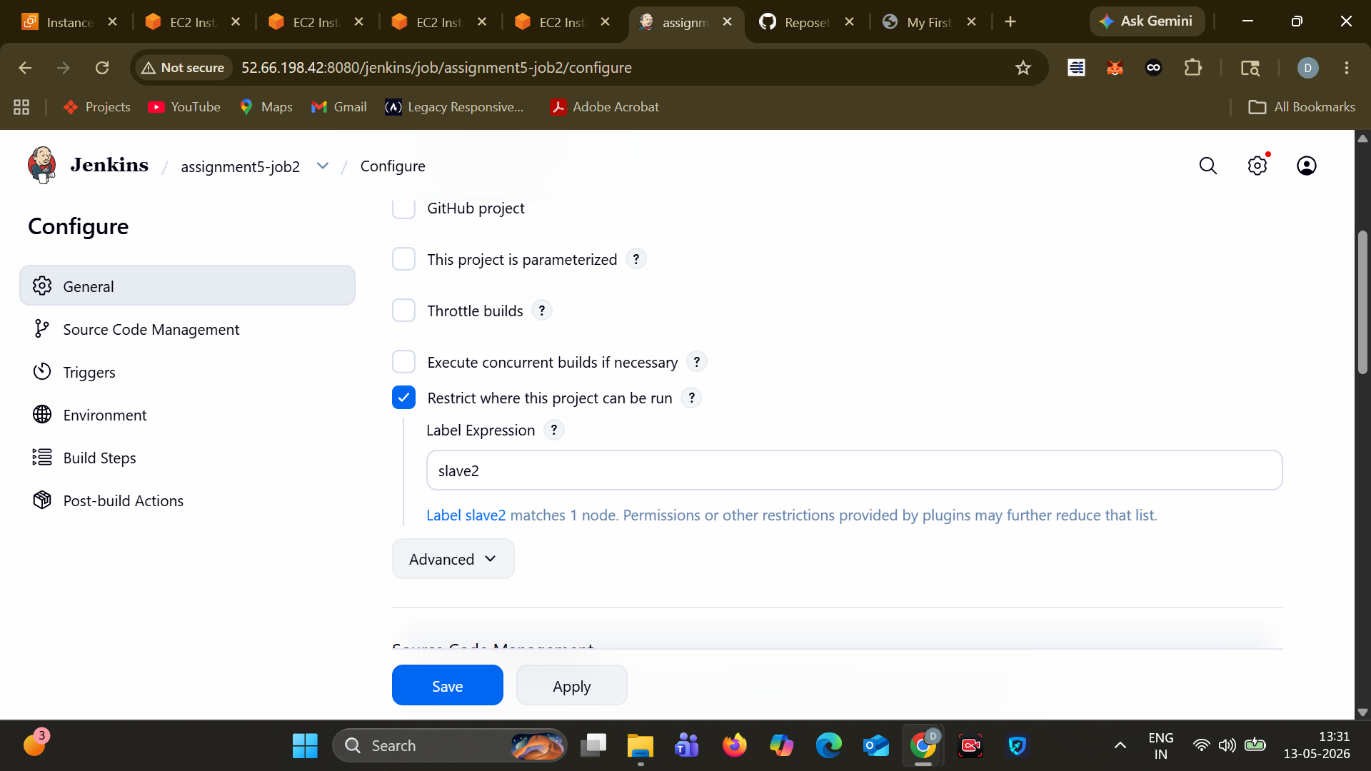 Instance
EC2 Inst
EC2 Inst
EC2 Inst
EC2 Inst
assignm
Reposet
My First
Ask Gemini
Not secure
52.66.198.42:8080/jenkins/job/assignment5-job2/configure
D
Projects
YouTube
Maps
Gmail
Legacy Responsive...
Adobe Acrobat
All Bookmarks
Jenkins / assignment5-job2 / Configure
Configure
General
Source Code Management
Triggers
Environment
Build Steps
Post-build Actions
GitHub project
This project is parameterized ?
Throttle builds ?
Execute concurrent builds if necessary ?
Restrict where this project can be run ?
Label Expression ?
slave2
Label slave2 matches 1 node. Permissions or other restrictions provided by plugins may further reduce that list.
Advanced
Source Code Management
Save
Apply
3
Search
D
ENG
IN
13:31
13-05-2026